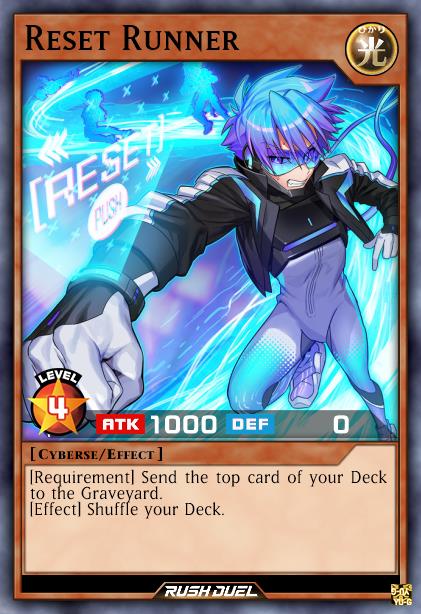 RESET RUNNER
ひかり
光
[RESET]
PUSH
LEVEL
4
ATK 1000 DEF 0
[CYBERSE/EFFECT]
[Requirement] Send the top card of your Deck
to the Graveyard.
[Effect] Shuffle your Deck.
RUSH DUEL